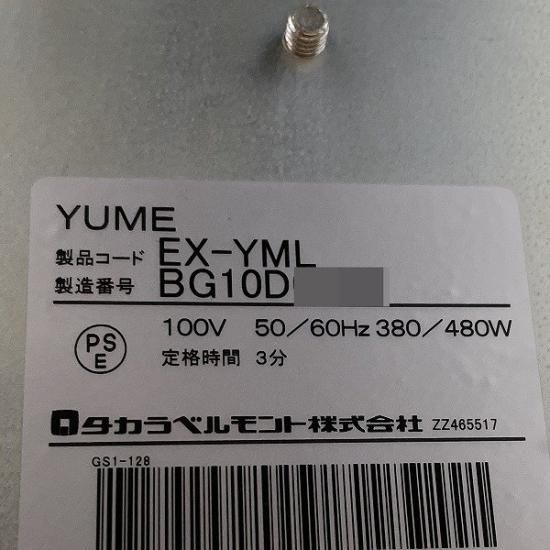 YUME
製品コード EX-YML
製造番号 BG10D
PS
E
100V 50/60Hz 380/480W
定格時間 3分
タカラベルモント株式会社 ZZ465517
GS1-128